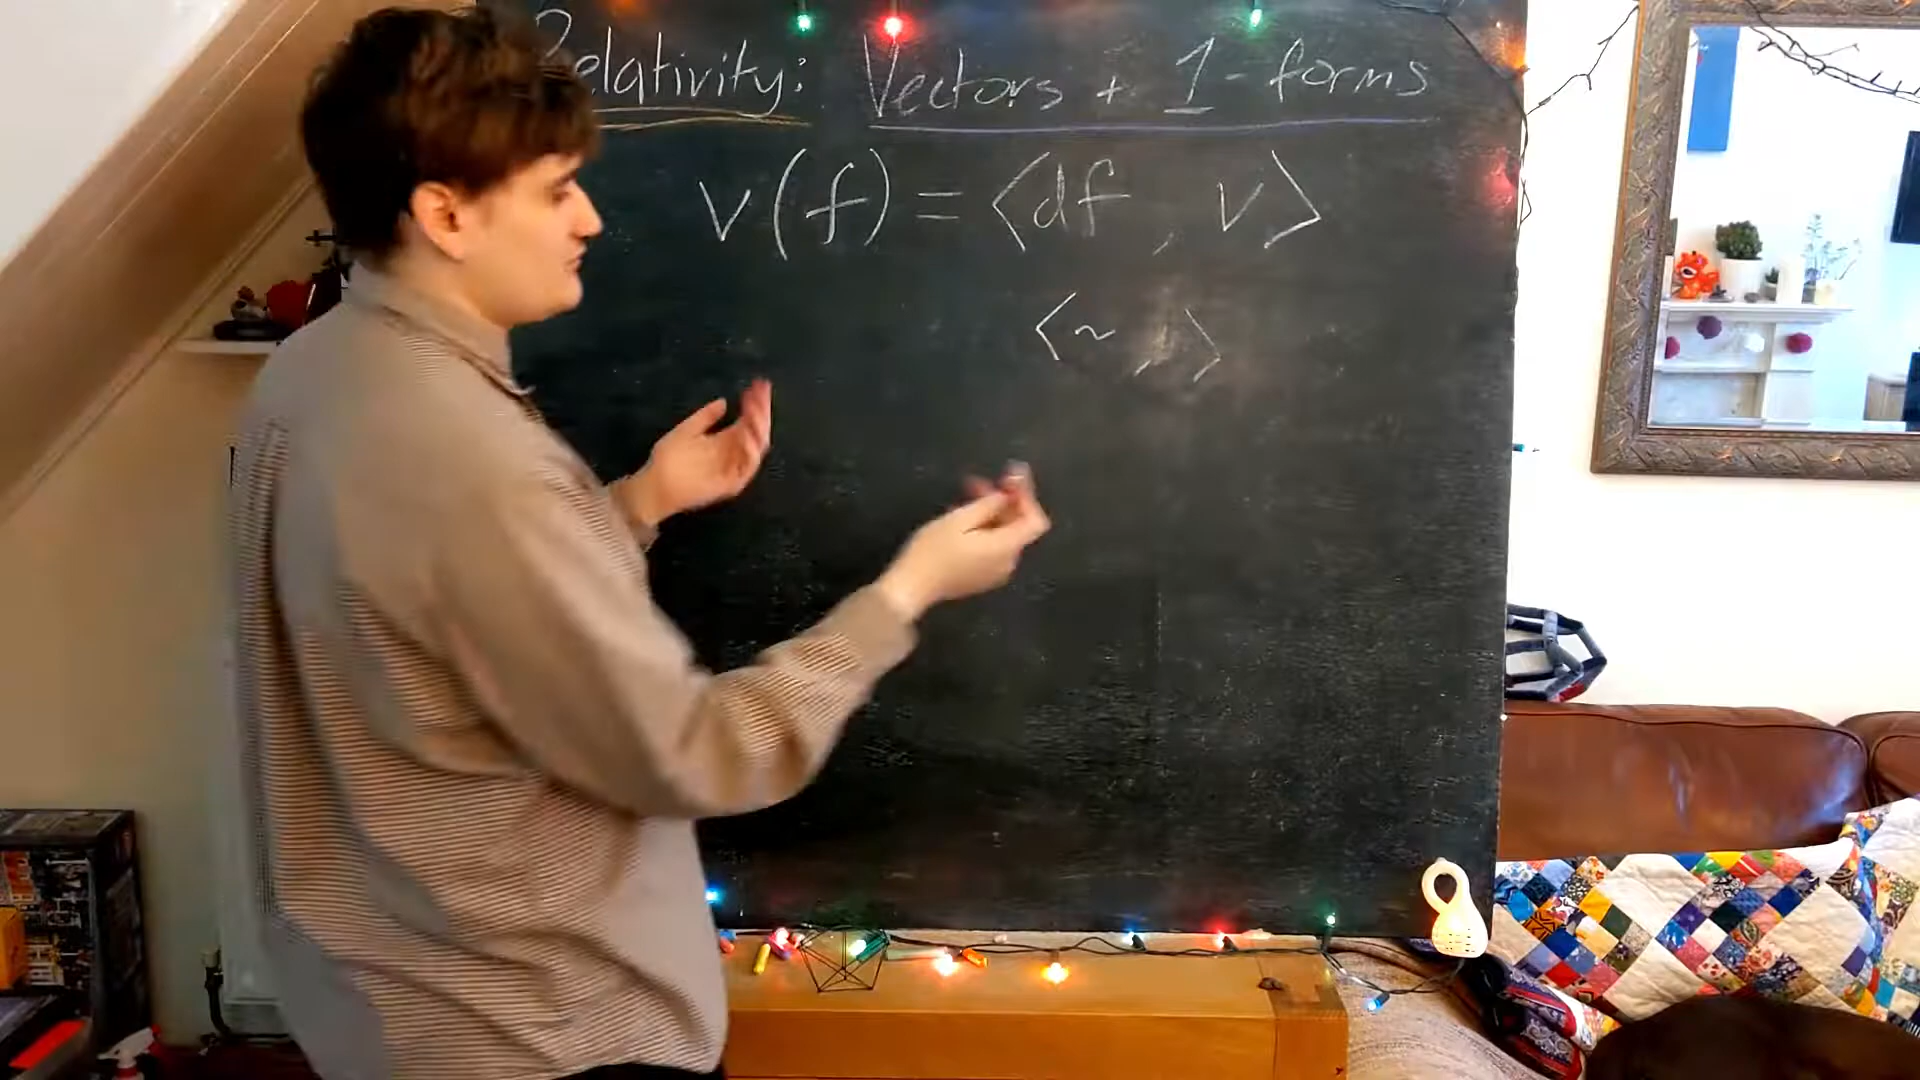 Relativity: Vectors + 1-forms
v(f) = <df, v>
<~, >